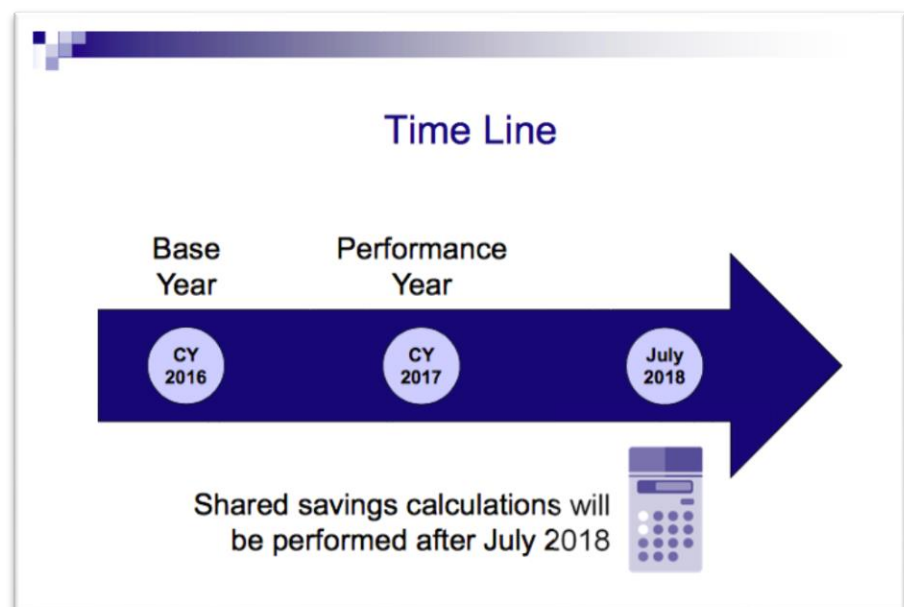 Time Line
Base
Year
Performance
Year
CY
2016
CY
2017
July
2018
Shared savings calculations will
be performed after July 2018